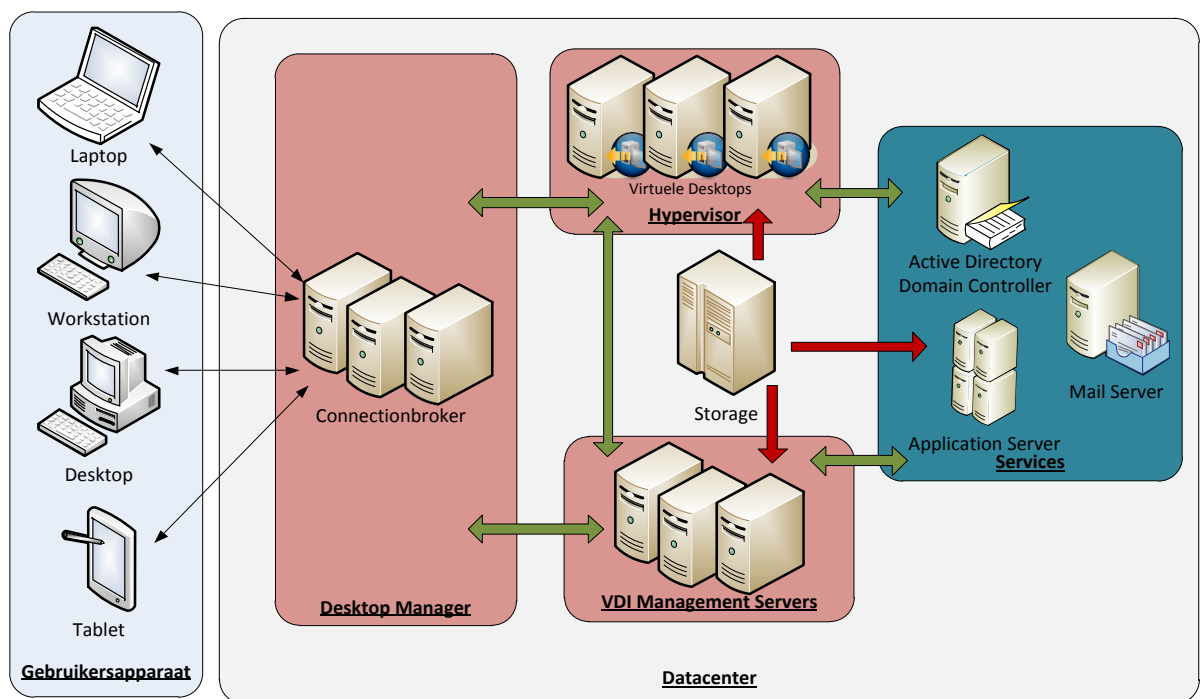 Laptop
Workstation
Desktop
Tablet
Gebruikersapparaat
Connectionbroker
Desktop Manager
Virtuele Desktops
Hypervisor
Storage
VDI Management Servers
Active Directory
Domain Controller
Mail Server
Application Server
Services
Datacenter